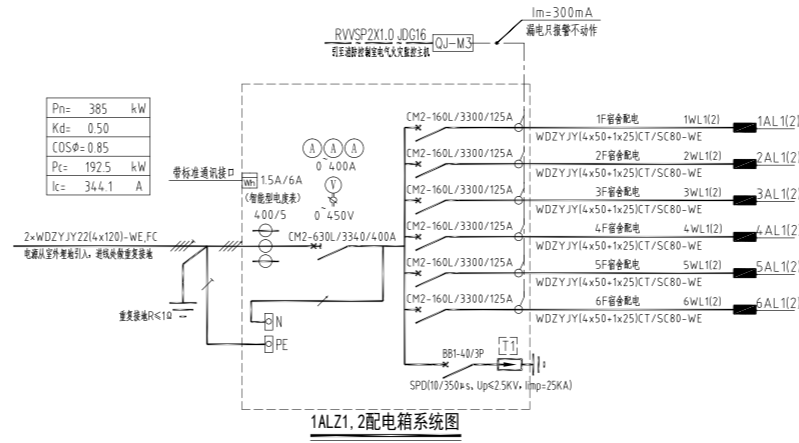 Im=300mA
漏电只报警不动作
RVVSP2X1.0 JDG16
引至消防控制室电气火灾监控主机
QJ-M3
Pn= 385 kW
Kd= 0.50
COSΦ= 0.85
Pc= 192.5 kW
Ic= 344.1 A
带标准通讯接口
Wh
1.5A/6A
(智能型电度表)
400/5
A A A
0~400A
V
0~450V
CM2-630L/3340/400A
2×WDZYJY22(4x120)-WE,FC
电源从室外埋地引入，进线处做重复接地
重复接地R≤1Ω
N
PE
CM2-160L/3300/125A 1F宿舍配电 1WL1(2) 1AL1(2)
WDZYJY(4x50+1x25)CT/SC80-WE
CM2-160L/3300/125A 2F宿舍配电 2WL1(2) 2AL1(2)
WDZYJY(4x50+1x25)CT/SC80-WE
CM2-160L/3300/125A 3F宿舍配电 3WL1(2) 3AL1(2)
WDZYJY(4x50+1x25)CT/SC80-WE
CM2-160L/3300/125A 4F宿舍配电 4WL1(2) 4AL1(2)
WDZYJY(4x50+1x25)CT/SC80-WE
CM2-160L/3300/125A 5F宿舍配电 5WL1(2) 5AL1(2)
WDZYJY(4x50+1x25)CT/SC80-WE
CM2-160L/3300/125A 6F宿舍配电 6WL1(2) 6AL1(2)
WDZYJY(4x50+1x25)CT/SC80-WE
BB1-40/3P
T1
SPD(10/350μs, Up≤2.5KV, Iimp=25KA)
1ALZ1,2配电箱系统图